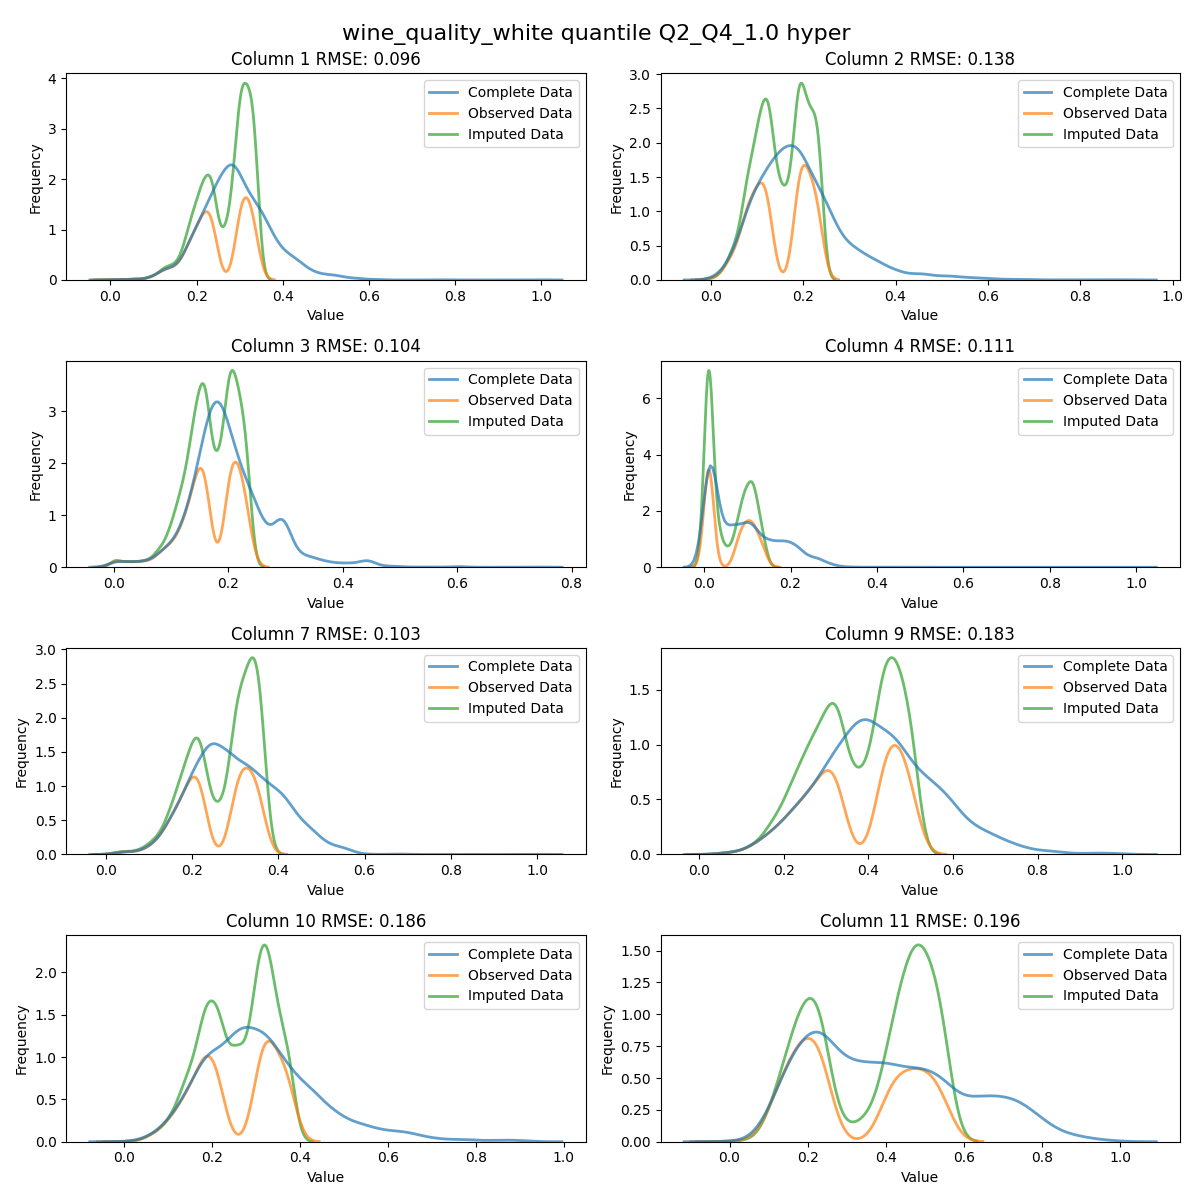 wine_quality_white quantile Q2_Q4_1.0 hyper
Column 1 RMSE: 0.096
Frequency
4
3
2
1
0
Complete Data
Observed Data
Imputed Data
0.0 0.2 0.4 0.6 0.8 1.0
Value
Column 2 RMSE: 0.138
Frequency
3.0
2.5
2.0
1.5
1.0
0.5
0.0
Complete Data
Observed Data
Imputed Data
0.0 0.2 0.4 0.6 0.8 1.0
Value
Column 3 RMSE: 0.104
Frequency
3
2
1
0
Complete Data
Observed Data
Imputed Data
0.0 0.2 0.4 0.6 0.8
Value
Column 4 RMSE: 0.111
Frequency
6
4
2
0
Complete Data
Observed Data
Imputed Data
0.0 0.2 0.4 0.6 0.8 1.0
Value
Column 7 RMSE: 0.103
Frequency
3.0
2.5
2.0
1.5
1.0
0.5
0.0
Complete Data
Observed Data
Imputed Data
0.0 0.2 0.4 0.6 0.8 1.0
Value
Column 9 RMSE: 0.183
Frequency
1.5
1.0
0.5
0.0
Complete Data
Observed Data
Imputed Data
0.0 0.2 0.4 0.6 0.8 1.0
Value
Column 10 RMSE: 0.186
Frequency
2.0
1.5
1.0
0.5
0.0
Complete Data
Observed Data
Imputed Data
0.0 0.2 0.4 0.6 0.8 1.0
Value
Column 11 RMSE: 0.196
Frequency
1.50
1.25
1.00
0.75
0.50
0.25
0.00
Complete Data
Observed Data
Imputed Data
0.0 0.2 0.4 0.6 0.8 1.0
Value